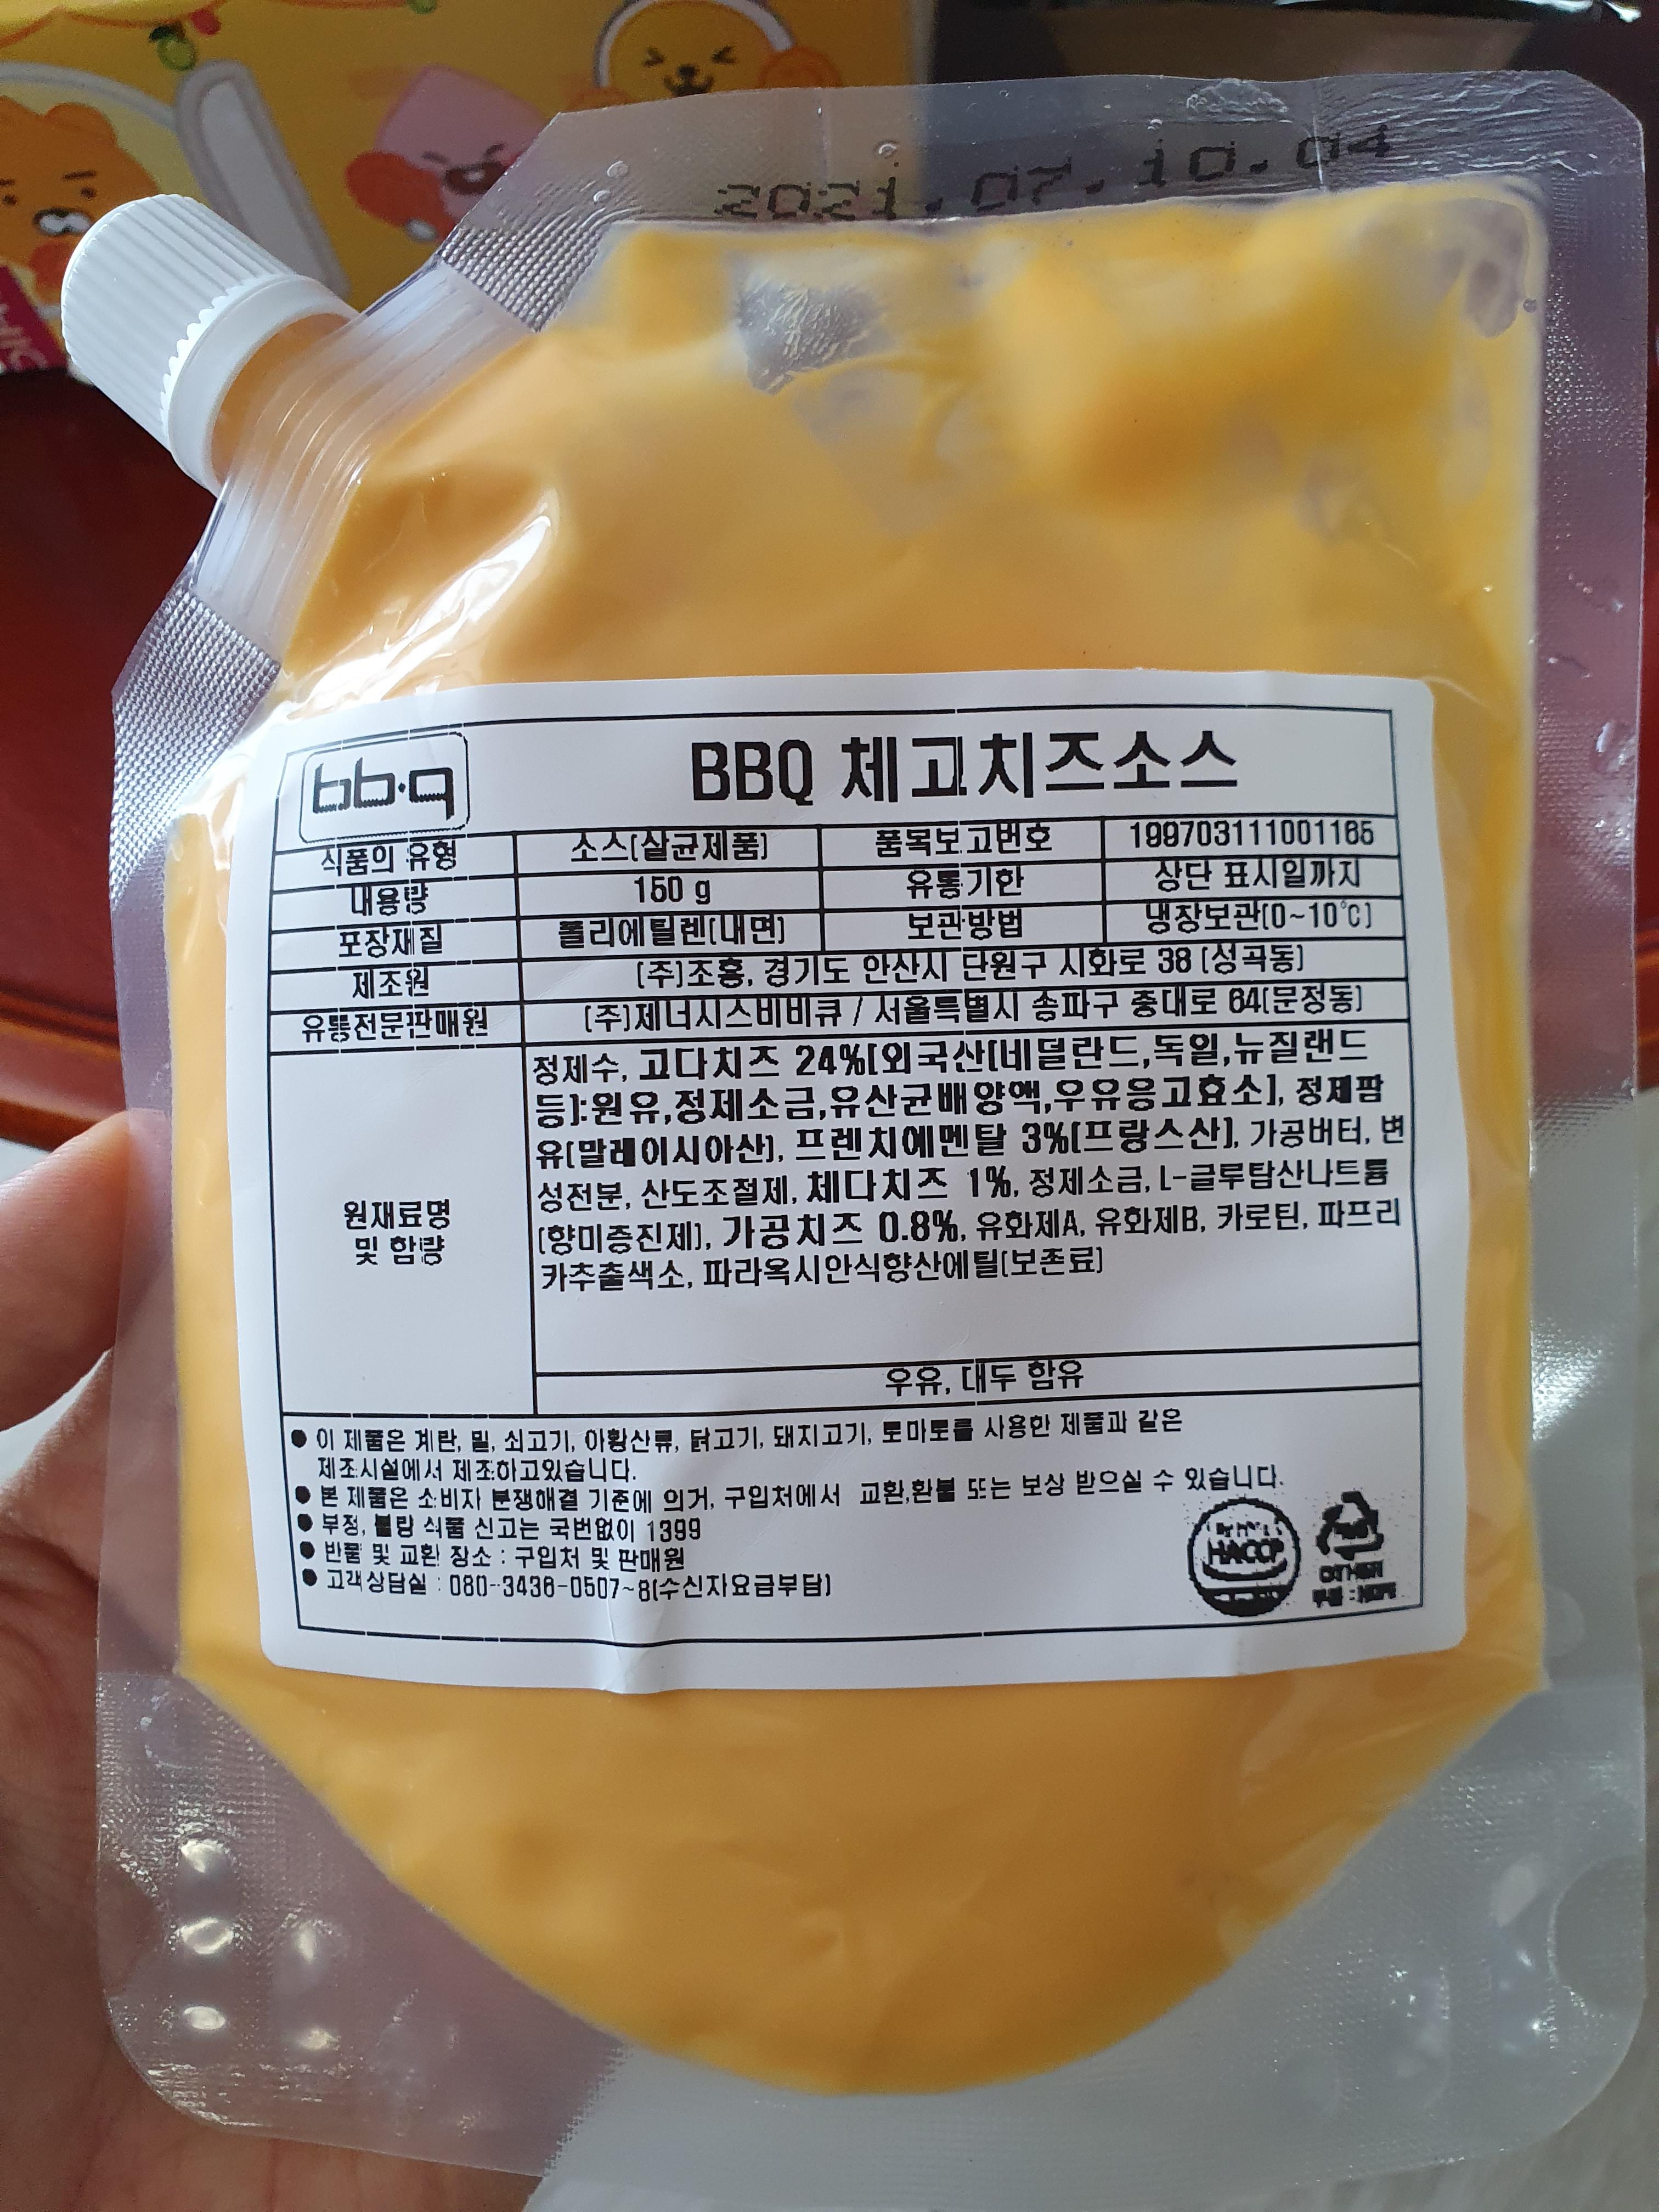 2021.07.10.04
bb.q
BBQ 체고치즈소스
식품의 유형 소스(살균제품) 품목보고번호 199703111001165
내용량 150 g 유통기한 상단 표시일까지
포장재질 폴리에틸렌(내면) 보관방법 냉장보관(0~10℃)
제조원 (주)조흥, 경기도 안산시 단원구 시화로 38 (성곡동)
유통전문판매원 (주)제너시스비비큐 / 서울특별시 송파구 중대로 64(문정동)
원재료명
및 함량
정제수, 고다치즈 24%[외국산(네덜란드,독일,뉴질랜드
등):원유,정제소금,유산균배양액,우유응고효소], 정제팜
유(말레이시아산), 프렌치에멘탈 3%(프랑스산), 가공버터, 변
성전분, 산도조절제, 체다치즈 1%, 정제소금, L-글루탐산나트륨
(향미증진제), 가공치즈 0.8%, 유화제A, 유화제B, 카로틴, 파프리
카추출색소, 파라옥시안식향산에틸(보존료)
우유, 대두 함유
● 이 제품은 계란, 밀, 쇠고기, 아황산류, 닭고기, 돼지고기, 토마토를 사용한 제품과 같은
제조시설에서 제조하고있습니다.
● 본 제품은 소비자 분쟁해결 기준에 의거, 구입처에서 교환,환불 또는 보상 받으실 수 있습니다.
● 부정, 불량 식품 신고는 국번없이 1399
● 반품 및 교환 장소 : 구입처 및 판매원
● 고객상담실 : 080-3436-0507~8(수신자요금부담)